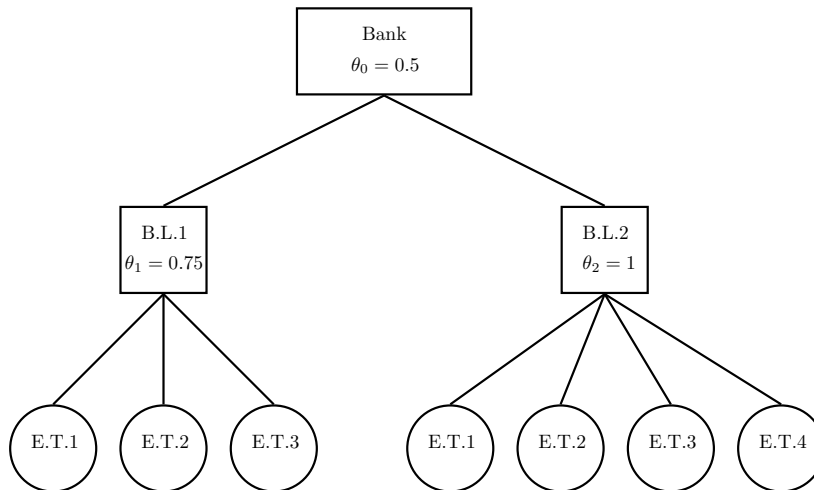 Bank
θ₀ = 0.5
B.L.1
θ₁ = 0.75
B.L.2
θ₂ = 1
E.T.1
E.T.2
E.T.3
E.T.1
E.T.2
E.T.3
E.T.4